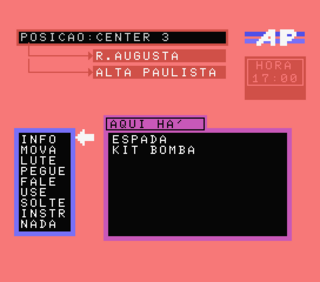 POSICAO:CENTER 3
AP
R.AUGUSTA
ALTA PAULISTA
HORA
17:00
AQUI HA´
INFO
MOVA
LUTE
PEGUE
FALE
USE
SOLTE
INSTR
NADA
ESPADA
KIT BOMBA